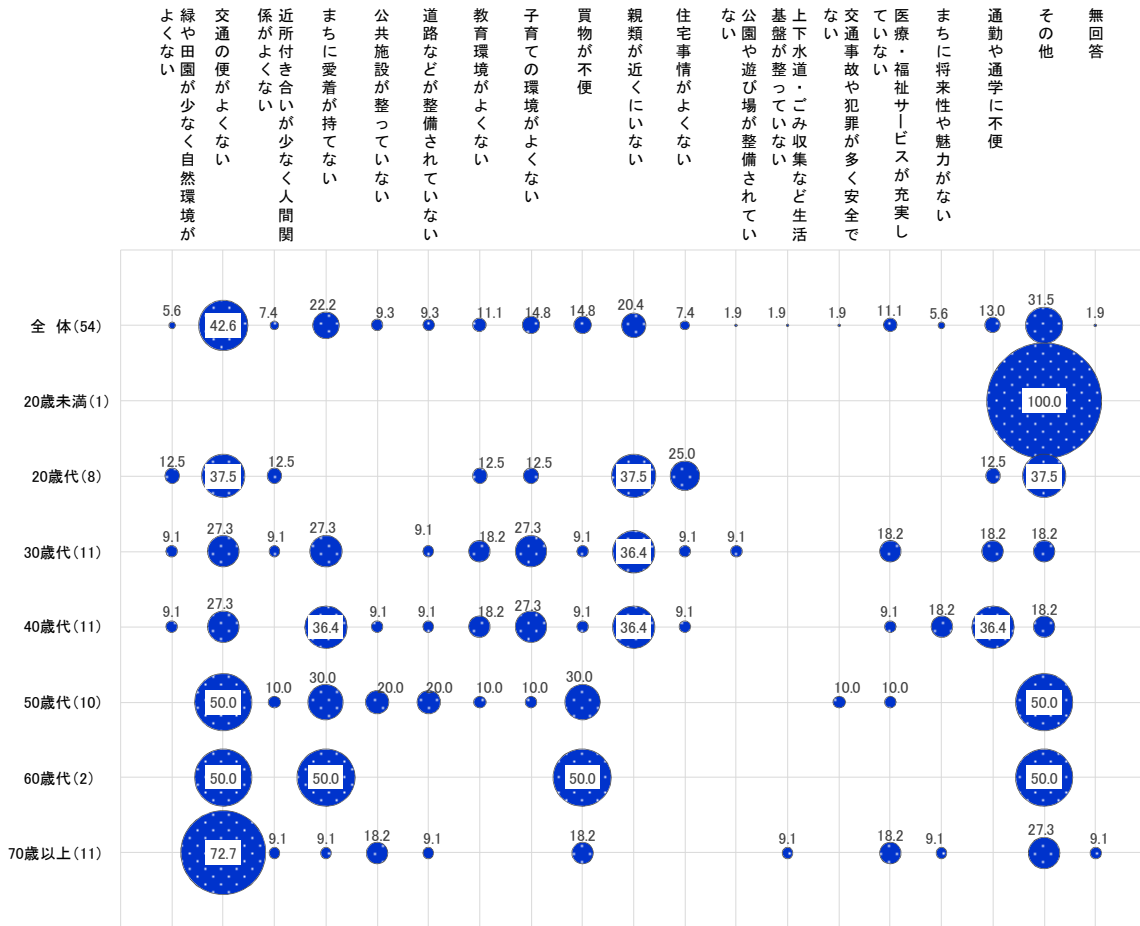 緑や田園が少なく自然環境が
よくない
交通の便がよくない
近所付き合いが少なく人間関
係がよくない
まちに愛着が持てない
公共施設が整っていない
道路などが整備されていない
教育環境がよくない
子育ての環境がよくない
買物が不便
親類が近くにいない
住宅事情がよくない
公園や遊び場が整備されてい
ない
上下水道・ごみ収集など生活
基盤が整っていない
交通事故や犯罪が多く安全で
ない
医療・福祉サービスが充実し
ていない
まちに将来性や魅力がない
通勤や通学に不便
その他
無回答
全 体(54) 5.6 42.6 7.4 22.2 9.3 9.3 11.1 14.8 14.8 20.4 7.4 1.9 1.9 1.9 11.1 5.6 13.0 31.5 1.9
20歳未満(1) 100.0
20歳代(8) 12.5 37.5 12.5 12.5 12.5 37.5 25.0 12.5 37.5
30歳代(11) 9.1 27.3 9.1 27.3 9.1 18.2 27.3 9.1 36.4 9.1 9.1 18.2 18.2 18.2
40歳代(11) 9.1 27.3 36.4 9.1 9.1 18.2 27.3 9.1 36.4 9.1 9.1 18.2 36.4 18.2
50歳代(10) 50.0 10.0 30.0 20.0 20.0 10.0 10.0 30.0 10.0 10.0 50.0
60歳代(2) 50.0 50.0 50.0 50.0
70歳以上(11) 72.7 9.1 9.1 18.2 9.1 18.2 9.1 18.2 9.1 27.3 9.1